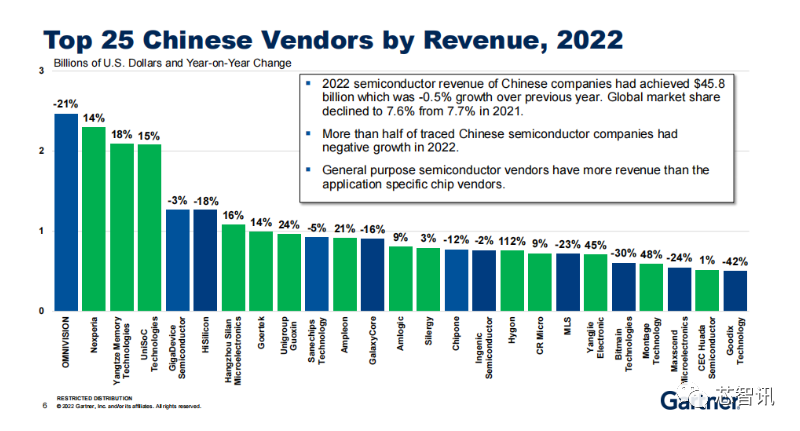 Top 25 Chinese Vendors by Revenue, 2022
Billions of U.S. Dollars and Year-on-Year Change
3
2
1
0
▪ 2022 semiconductor revenue of Chinese companies had achieved $45.8
billion which was -0.5% growth over previous year. Global market share
declined to 7.6% from 7.7% in 2021.
▪ More than half of traced Chinese semiconductor companies had
negative growth in 2022.
▪ General purpose semiconductor vendors have more revenue than the
application specific chip vendors.
-21%
14%
18%
15%
-3%
-18%
16%
14%
24%
-5%
21%
-16%
9%
3%
-12%
-2%
112%
9%
-23%
45%
-30%
48%
-24%
1%
-42%
OMNIVISION
Nexperia
Yangtze Memory
Technologies
UniSoC
Technologies
GigaDevice
Semiconductor
HiSilicon
Hangzhou Silan
Microelectronics
Goertek
Unigroup
Guoxin
Sanechips
Technology
Ampleon
GalaxyCore
Amlogic
Silergy
Chipone
Ingenic
Semiconductor
Hygon
CR Micro
MLS
Yangjie
Electronic
Bitmain
Technologies
Montage
Technology
Maxscend
Microelectronics
CEC Huada
Semiconductor
Goodix
Technology
6
RESTRICTED DISTRIBUTION
© 2022 Gartner, Inc. and/or its affiliates. All rights reserved.
Gartner
芯智讯